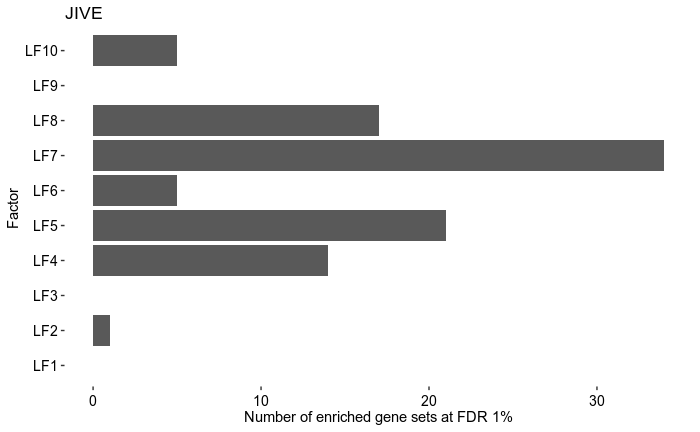 JIVE
Factor
LF10
LF9
LF8
LF7
LF6
LF5
LF4
LF3
LF2
LF1
0 10 20 30
Number of enriched gene sets at FDR 1%